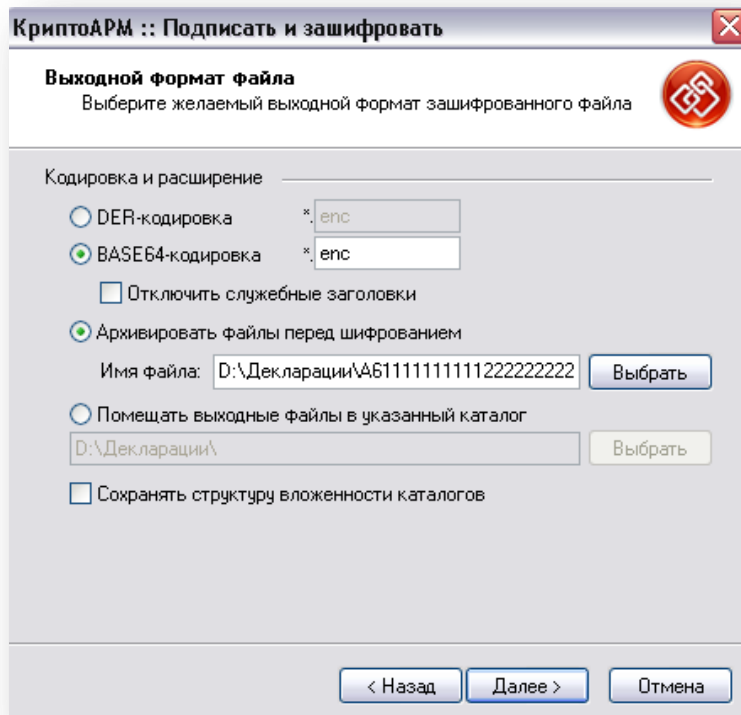 КриптоАРМ :: Подписать и зашифровать
Выходной формат файла
Выберите желаемый выходной формат зашифрованного файла
Кодировка и расширение
DER-кодировка *. enc
BASE64-кодировка *. enc
Отключить служебные заголовки
Архивировать файлы перед шифрованием
Имя файла: D:\Декларации\А61111111111222222222 Выбрать
Помещать выходные файлы в указанный каталог
D:\Декларации\ Выбрать
Сохранять структуру вложенности каталогов
< Назад Далее > Отмена